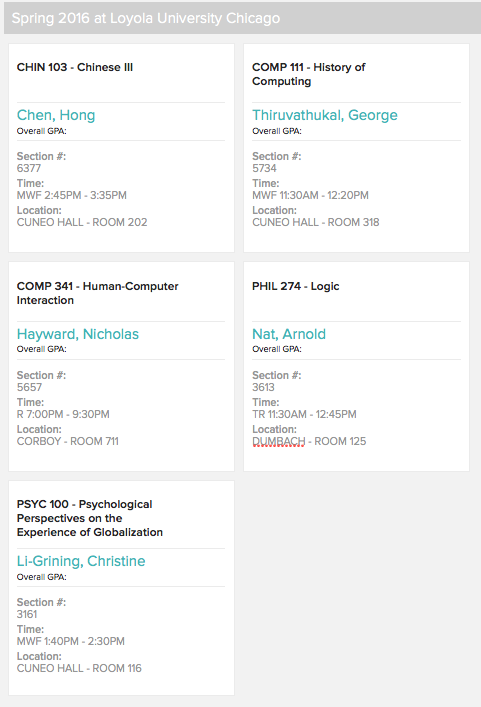 Spring 2016 at Loyola University Chicago
CHIN 103 - Chinese III
Chen, Hong
Overall GPA:
Section #:
6377
Time:
MWF 2:45PM - 3:35PM
Location:
CUNEO HALL - ROOM 202
COMP 111 - History of
Computing
Thiruvathukal, George
Overall GPA:
Section #:
5734
Time:
MWF 11:30AM - 12:20PM
Location:
CUNEO HALL - ROOM 318
COMP 341 - Human-Computer
Interaction
Hayward, Nicholas
Overall GPA:
Section #:
5657
Time:
R 7:00PM - 9:30PM
Location:
CORBOY - ROOM 711
PHIL 274 - Logic
Nat, Arnold
Overall GPA:
Section #:
3613
Time:
TR 11:30AM - 12:45PM
Location:
DUMBACH - ROOM 125
PSYC 100 - Psychological
Perspectives on the
Experience of Globalization
Li-Grining, Christine
Overall GPA:
Section #:
3161
Time:
MWF 1:40PM - 2:30PM
Location:
CUNEO HALL - ROOM 116